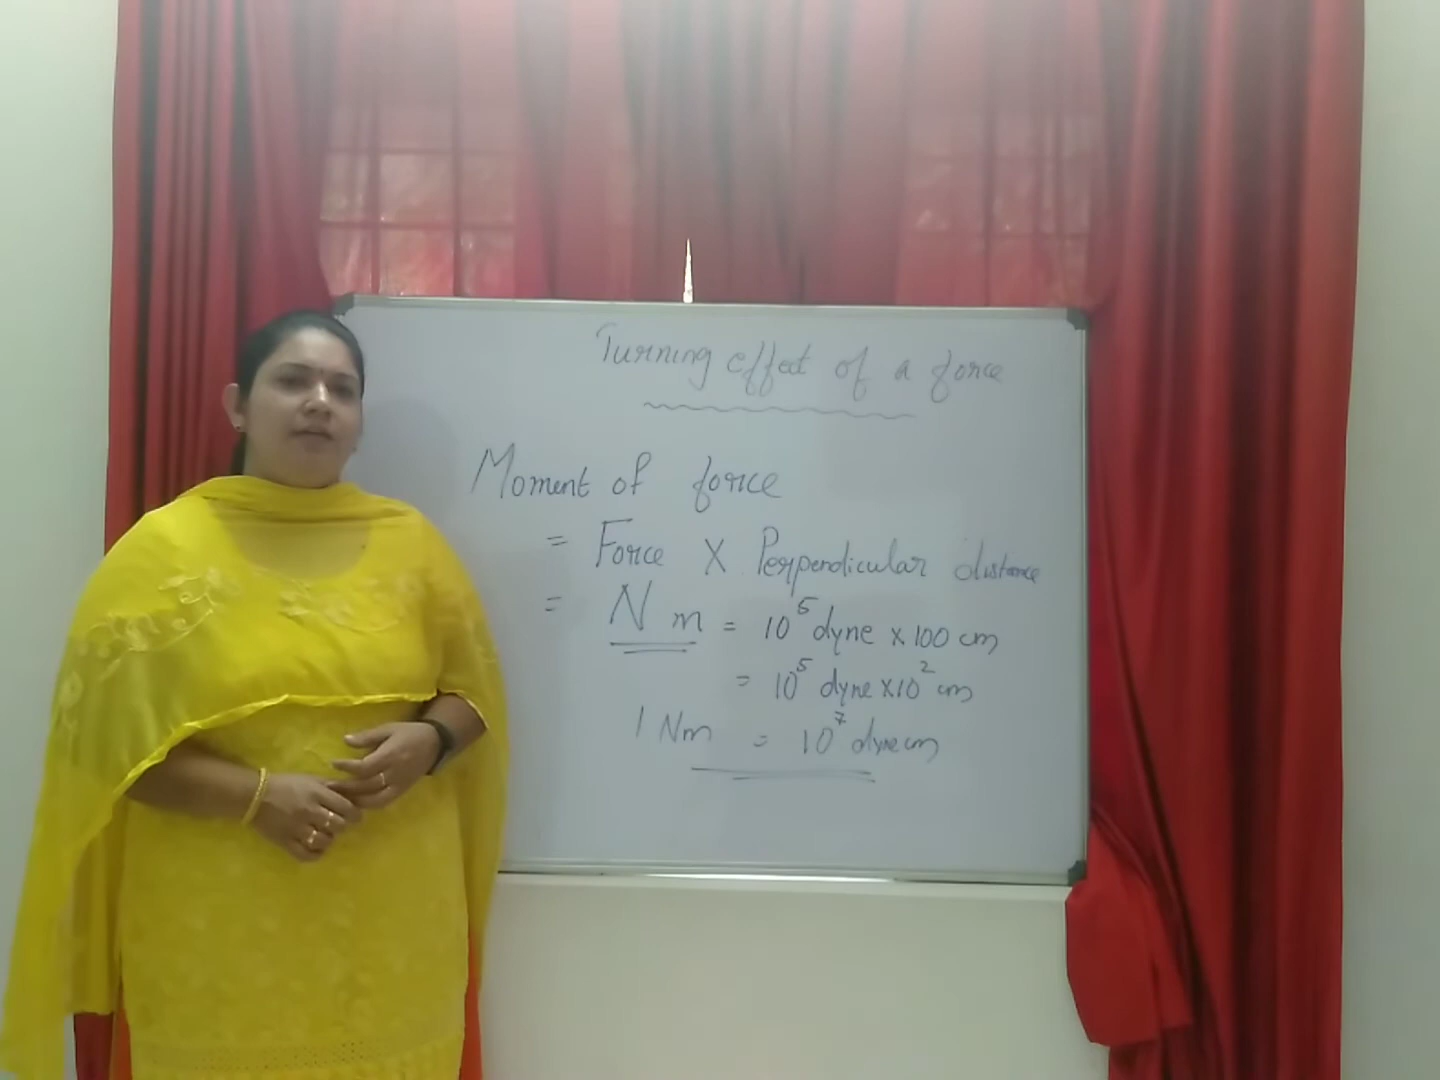 Turning effect of a force
Moment of force
= Force X Perpendicular distance
= N m = 10⁵ dyne x 100 cm
= 10⁵ dyne x 10² cm
1 Nm = 10⁷ dyne cm